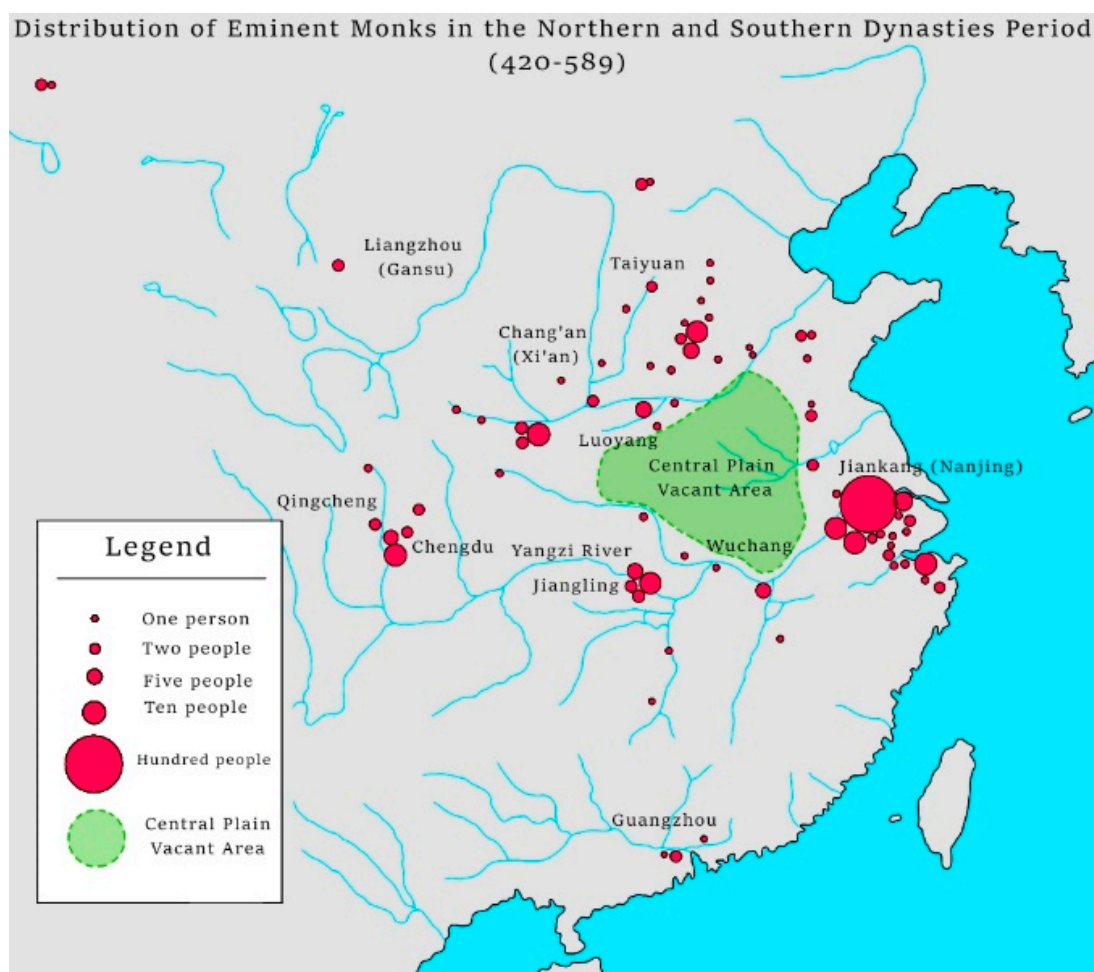 Distribution of Eminent Monks in the Northern and Southern Dynasties Period
(420-589)
Liangzhou
(Gansu)
Taiyuan
Chang'an
(Xi'an)
Luoyang
Central Plain
Vacant Area
Jiankang (Nanjing)
Qingcheng
Chengdu
Yangzi River
Wuchang
Jiangling
Guangzhou
Legend
One person
Two people
Five people
Ten people
Hundred people
Central Plain
Vacant Area